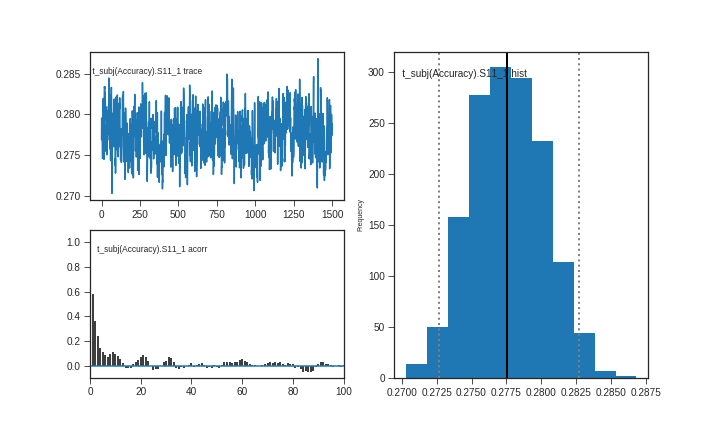 t_subj(Accuracy).S11_1 trace
0.285
0.280
0.275
0.270
0 250 500 750 1000 1250 1500
t_subj(Accuracy).S11_1 acorr
1.0
0.8
0.6
0.4
0.2
0.0
0 20 40 60 80 100
t_subj(Accuracy).S11_1 hist
Frequency
300
250
200
150
100
50
0
0.2700 0.2725 0.2750 0.2775 0.2800 0.2825 0.2850 0.2875